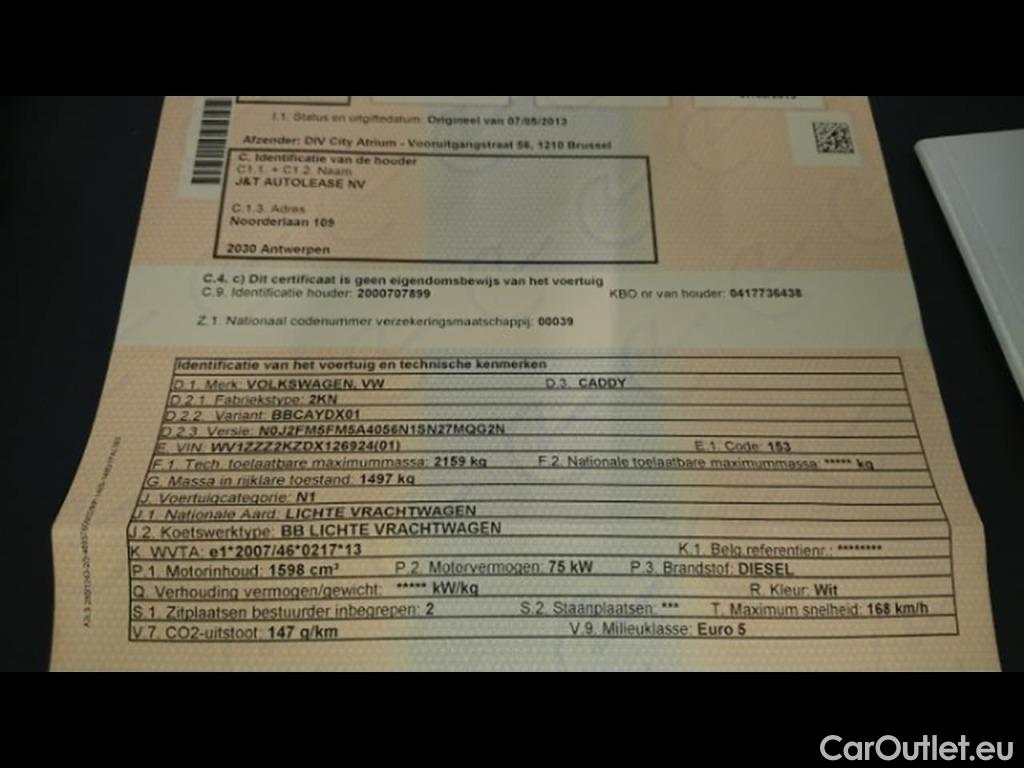 I.1. Status en uitgiftedatum: Origineel van 07/05/2013
Afzender: DIV City Atrium - Vooruitgangstraat 56, 1210 Brussel
C. Identificatie van de houder
C1.1. + C1.2. Naam
J&T AUTOLEASE NV
C.1.3. Adres
Noorderlaan 109
2030 Antwerpen
C.4. c) Dit certificaat is geen eigendomsbewijs van het voertuig
C.9. Identificatie houder: 2000707899 KBO nr van houder: 0417736438
Z.1. Nationaal codenummer verzekeringsmaatschappij: 00039
Identificatie van het voertuig en technische kenmerken
D.1. Merk: VOLKSWAGEN, VW D.3. CADDY
D.2.1. Fabriekstype: 2KN
D.2.2. Variant: BBCAYDX01
D.2.3. Versie: N0J2FM5FM5A4056N1SN27MQG2N
E. VIN: WV1ZZZ2KZDX126924(01) E.1. Code: 153
F.1. Tech. toelaatbare maximummassa: 2159 kg F.2. Nationale toelaatbare maximummassa: ***** kg
G. Massa in rijklare toestand: 1497 kg
J. Voertuigcategorie: N1
J.1. Nationale Aard: LICHTE VRACHTWAGEN
J.2. Koetswerktype: BB LICHTE VRACHTWAGEN
K. WVTA: e1*2007/46*0217*13 K.1. Belg.referentienr.: ********
P.1. Motorinhoud: 1598 cm³ P.2. Motorvermogen: 75 kW P.3. Brandstof: DIESEL
Q. Verhouding vermogen/gewicht: ***** kW/kg R. Kleur: Wit
S.1. Zitplaatsen bestuurder inbegrepen: 2 S.2. Staanplaatsen: *** T. Maximum snelheid: 168 km/h
V.7. CO2-uitstoot: 147 g/km V.9. Milieuklasse: Euro 5
CarOutlet.eu